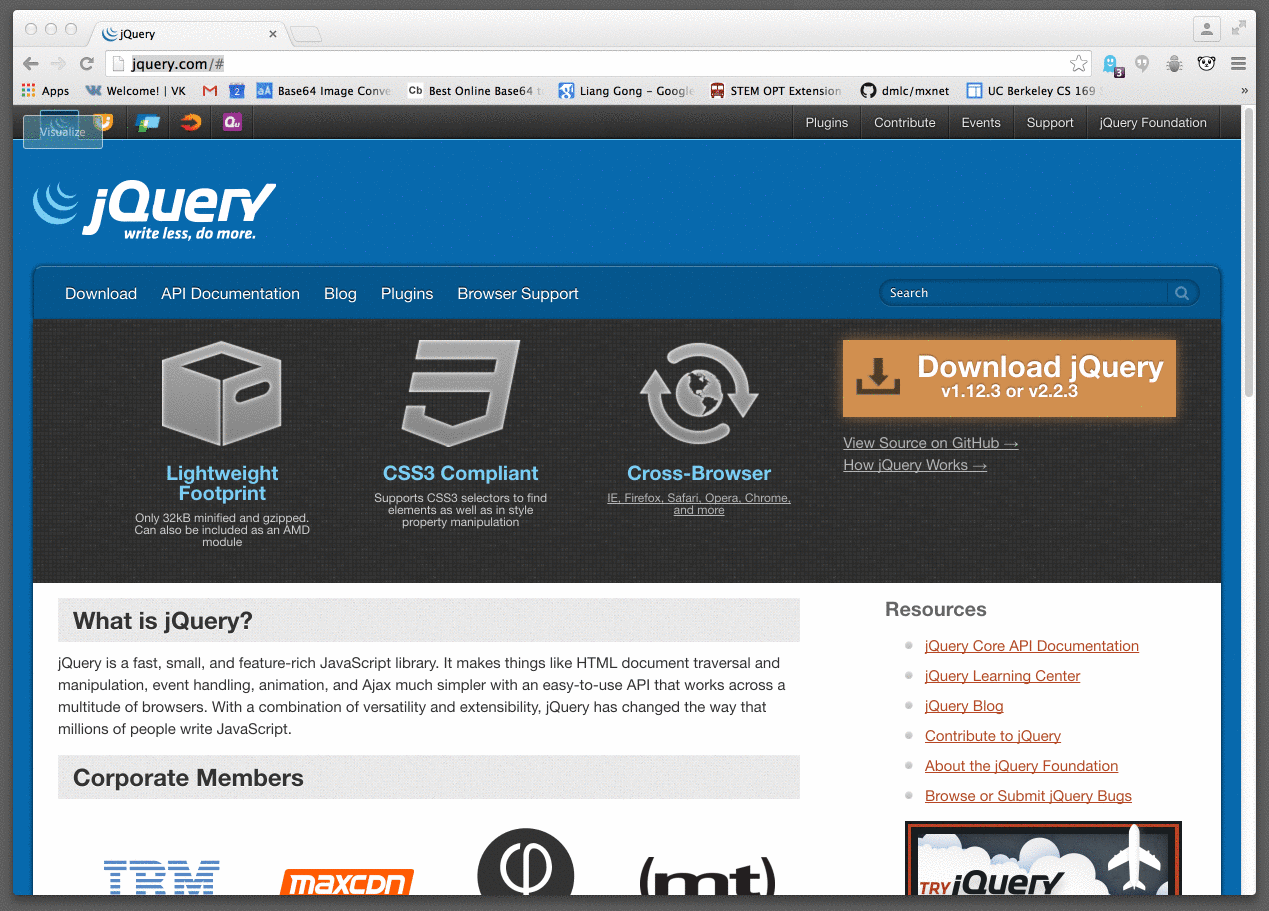 jQuery
jquery.com/#
3
Apps
Welcome! | VK
2
Base64 Image Conve
Cb Best Online Base64 t
Liang Gong – Google
STEM OPT Extension
dmlc/mxnet
UC Berkeley CS 169
»
Visualize
Plugins
Contribute
Events
Support
jQuery Foundation
jQuery
write less, do more.
Download
API Documentation
Blog
Plugins
Browser Support
Search
Lightweight
Footprint
Only 32kB minified and gzipped.
Can also be included as an AMD
module
CSS3 Compliant
Supports CSS3 selectors to find
elements as well as in style
property manipulation
Cross-Browser
IE, Firefox, Safari, Opera, Chrome,
and more
Download jQuery
v1.12.3 or v2.2.3
View Source on GitHub →
How jQuery Works →
What is jQuery?
jQuery is a fast, small, and feature-rich JavaScript library. It makes things like HTML document traversal and
manipulation, event handling, animation, and Ajax much simpler with an easy-to-use API that works across a
multitude of browsers. With a combination of versatility and extensibility, jQuery has changed the way that
millions of people write JavaScript.
Corporate Members
maxcdn
(mt)
Resources
jQuery Core API Documentation
jQuery Learning Center
jQuery Blog
Contribute to jQuery
About the jQuery Foundation
Browse or Submit jQuery Bugs
TRY jQuery